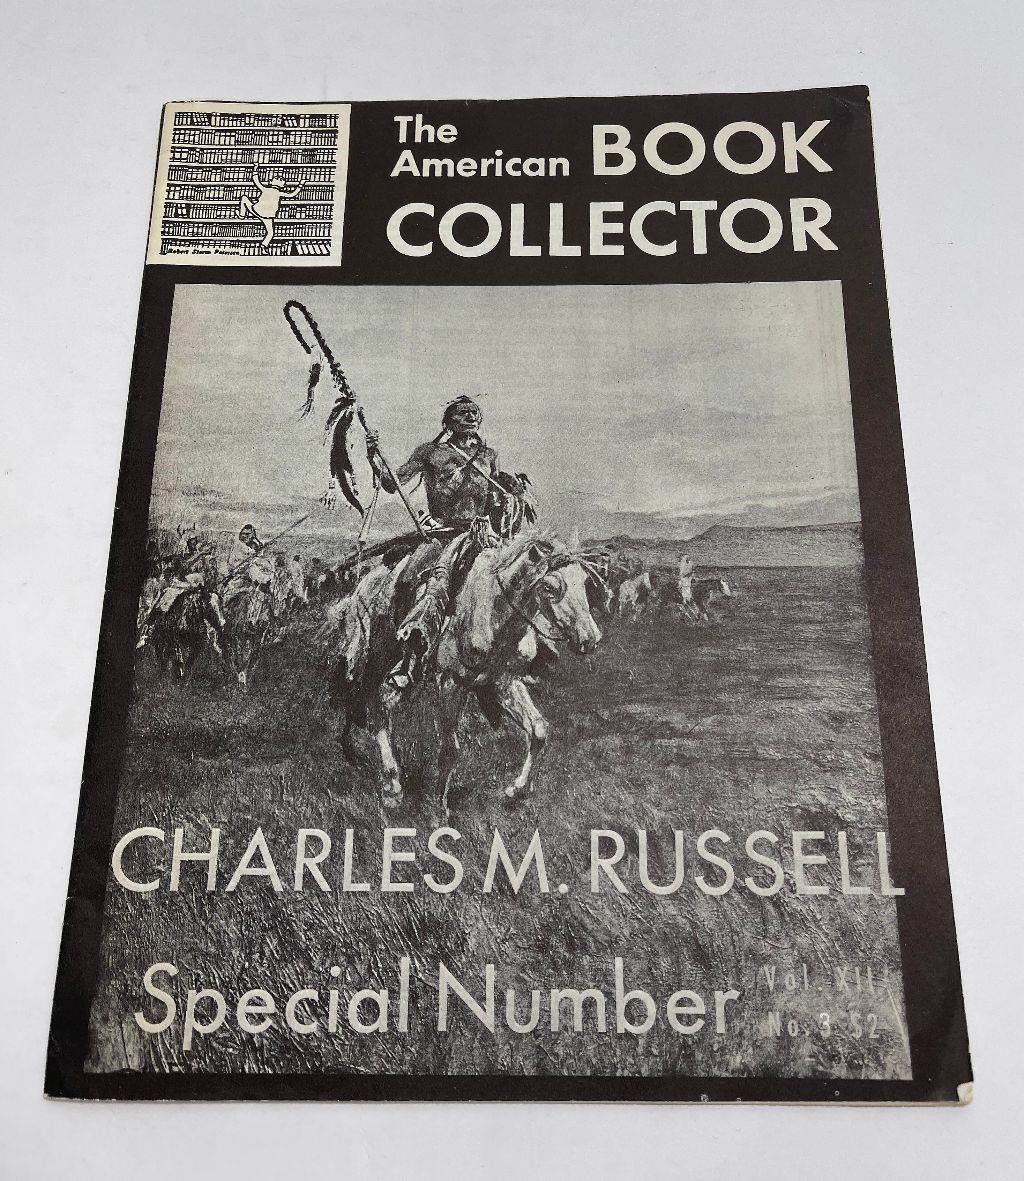 The
American BOOK
COLLECTOR
CHARLES M. RUSSELL
Special Number
Vol. XII
No. 3 $2